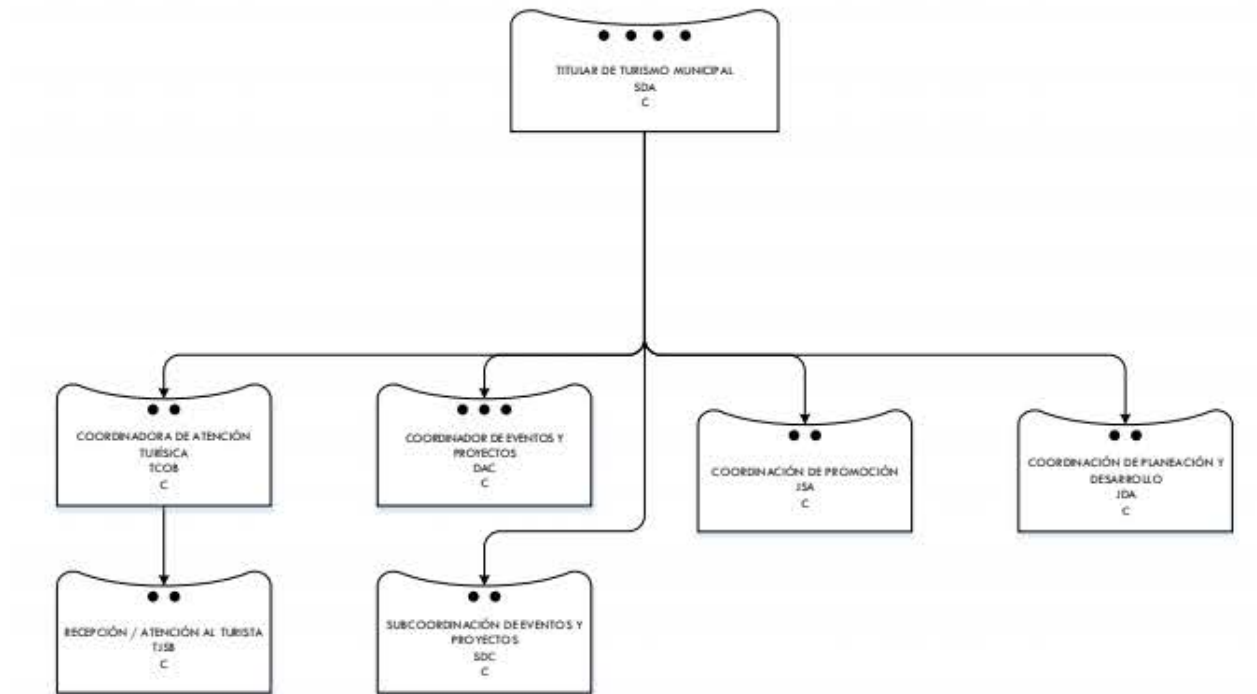 TITULAR DE TURISMO MUNICIPAL
SDA
C
COORDINADORA DE ATENCIÓN
TURÍSICA
TCOB
C
COORDINADOR DE EVENTOS Y
PROYECTOS
DAC
C
COORDINACIÓN DE PROMOCIÓN
JSA
C
COORDINACIÓN DE PLANEACIÓN Y
DESARROLLO
JDA
C
RECEPCIÓN / ATENCIÓN AL TURISTA
TJSB
C
SUBCOORDINACIÓN DE EVENTOS Y
PROYECTOS
SDC
C